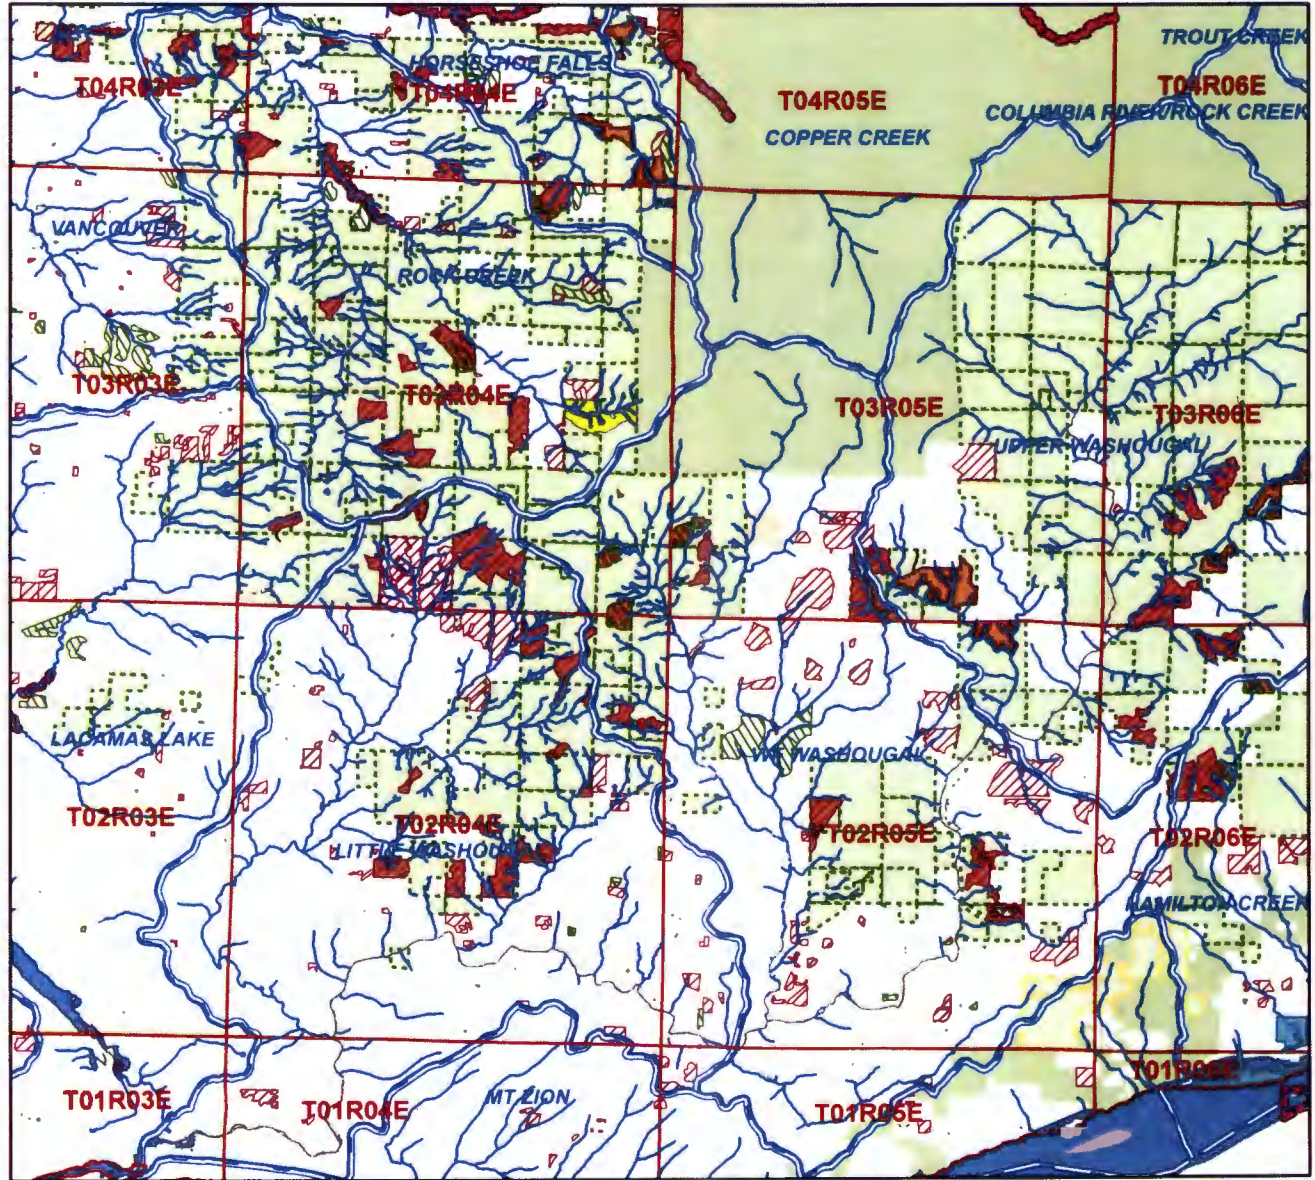 TROUT CREEK
HORSESHOE FALLS
T04R03E
T04R04E
T04R05E
T04R06E
COLUMBIA RIVER/ROCK CREEK
COPPER CREEK
VANCOUVER
ROCK CREEK
T03R03E
T03R04E
T03R05E
T03R06E
UPPER WASHOUGAL
LACAMAS LAKE
WF WASHOUGAL
T02R03E
T02R04E
T02R05E
T02R06E
LITTLE WASHOUGAL
HAMILTON CREEK
T01R06E
T01R03E
T01R04E
MT ZION
T01R05E